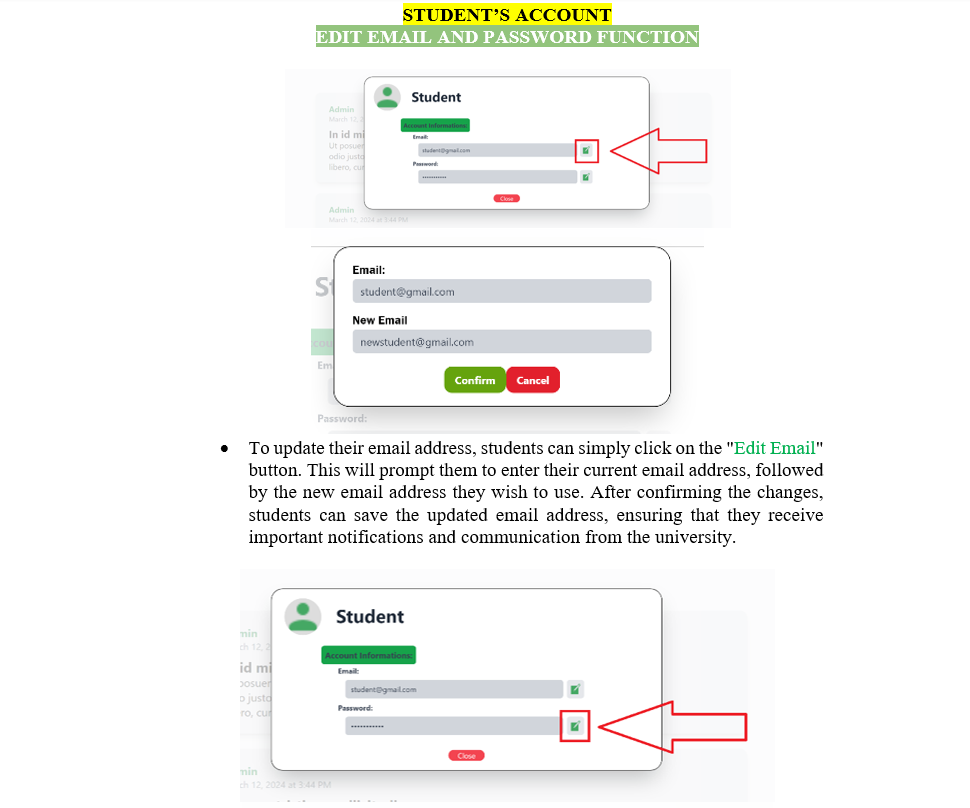 STUDENT’S ACCOUNT
EDIT EMAIL AND PASSWORD FUNCTION
Student
Admin
March 12,
In id mi
Ut posuer
odio justo
libero, cur
Account Informations:
Email:
student@gmail.com
Password:
•••••••••••
Close
Admin
March 12, 2024 at 3:44 PM
Email:
student@gmail.com
New Email
newstudent@gmail.com
Confirm Cancel
Password:
• To update their email address, students can simply click on the "Edit Email"
button. This will prompt them to enter their current email address, followed
by the new email address they wish to use. After confirming the changes,
students can save the updated email address, ensuring that they receive
important notifications and communication from the university.
Student
min
ch 12, 2
id mi
posuer
o justo
ro, cur
Account Informations:
Email:
student@gmail.com
Password:
•••••••••••
Close
min
ch 12, 2024 at 3:44 PM